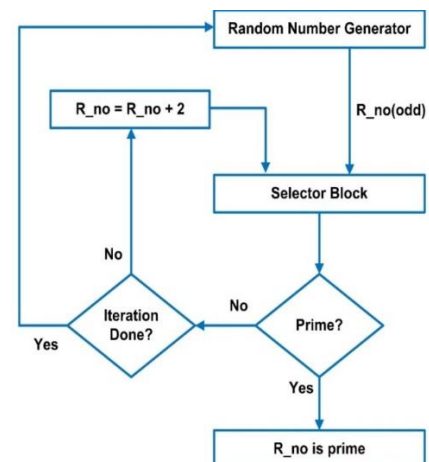 Random Number Generator
R_no = R_no + 2
R_no(odd)
Selector Block
No
Iteration
Done?
No
Prime?
Yes
Yes
R_no is prime